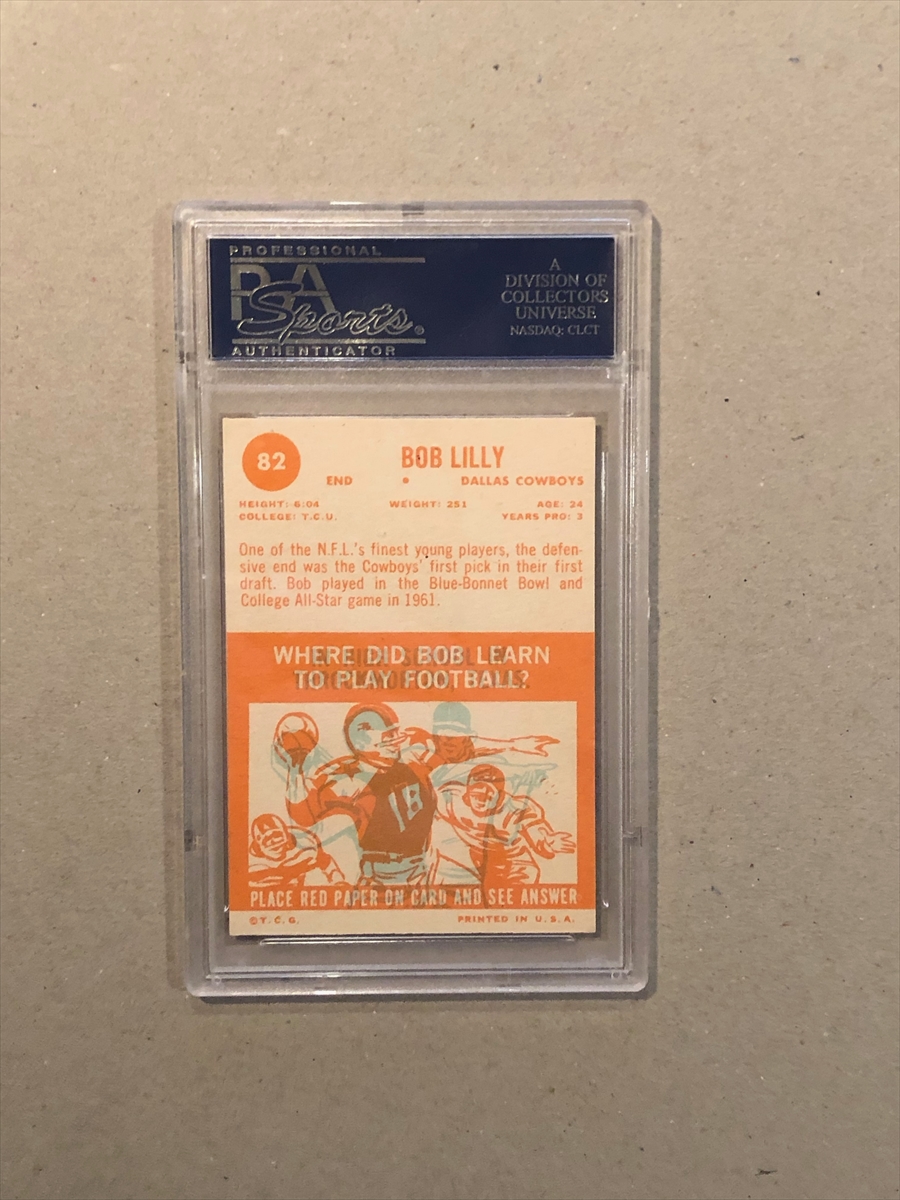 PROFESSIONAL
PSA
Sports®
AUTHENTICATOR
A
DIVISION OF
COLLECTORS
UNIVERSE
NASDAQ: CLCT
82
BOB LILLY
END • DALLAS COWBOYS
HEIGHT: 6:04 WEIGHT: 251 AGE: 24
COLLEGE: T.C.U. YEARS PRO: 3
One of the N.F.L.'s finest young players, the defen-
sive end was the Cowboys' first pick in their first
draft. Bob played in the Blue-Bonnet Bowl and
College All-Star game in 1961.
WHERE DID BOB LEARN
TO PLAY FOOTBALL?
18
PLACE RED PAPER ON CARD AND SEE ANSWER
©T.C.G. PRINTED IN U.S.A.